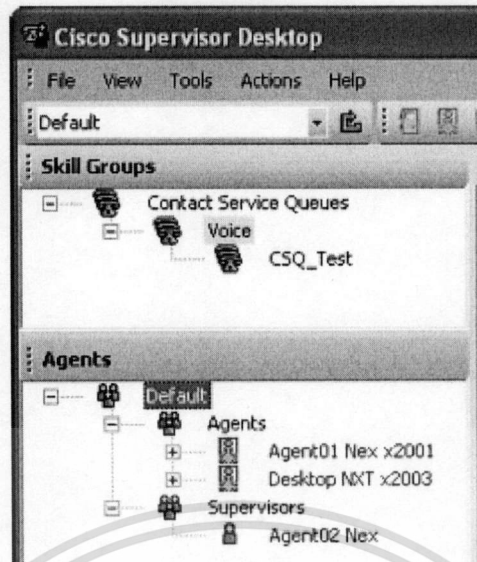 Cisco Supervisor Desktop
File View Tools Actions Help
Default
Skill Groups
Contact Service Queues
Voice
CSQ_Test
Agents
Default
Agents
Agent01 Nex x2001
Desktop NXT x2003
Supervisors
Agent02 Nex